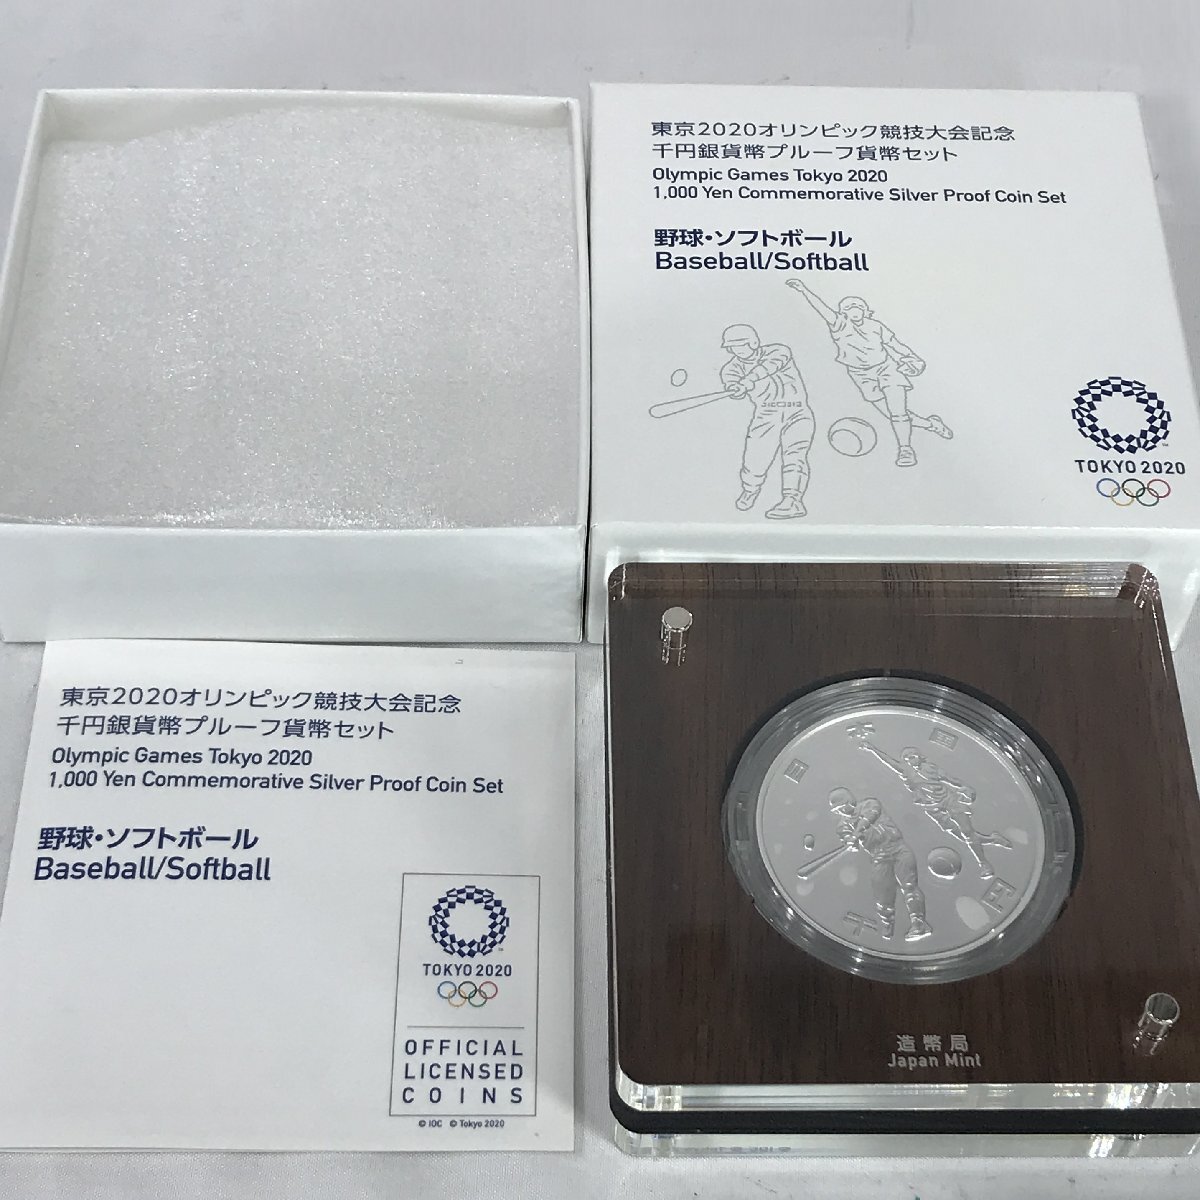 東京2020オリンピック競技大会記念
千円銀貨幣プルーフ貨幣セット
Olympic Games Tokyo 2020
1,000 Yen Commemorative Silver Proof Coin Set
野球・ソフトボール
Baseball/Softball
TOKYO 2020
東京2020オリンピック競技大会記念
千円銀貨幣プルーフ貨幣セット
Olympic Games Tokyo 2020
1,000 Yen Commemorative Silver Proof Coin Set
野球・ソフトボール
Baseball/Softball
TOKYO 2020
OFFICIAL
LICENSED
COINS
© IOC © Tokyo 2020
日本国
千円
造幣局
Japan Mint